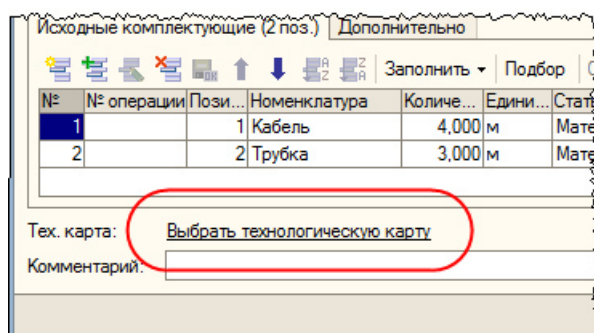 Исходные комплектующие (2 поз.) Дополнительно
Заполнить Подбор
№ № операции Пози... Номенклатура Количе... Едини... Стат
1 1 Кабель 4,000 м Мате
2 2 Трубка 3,000 м Мате
Тех. карта: Выбрать технологическую карту
Комментарий: